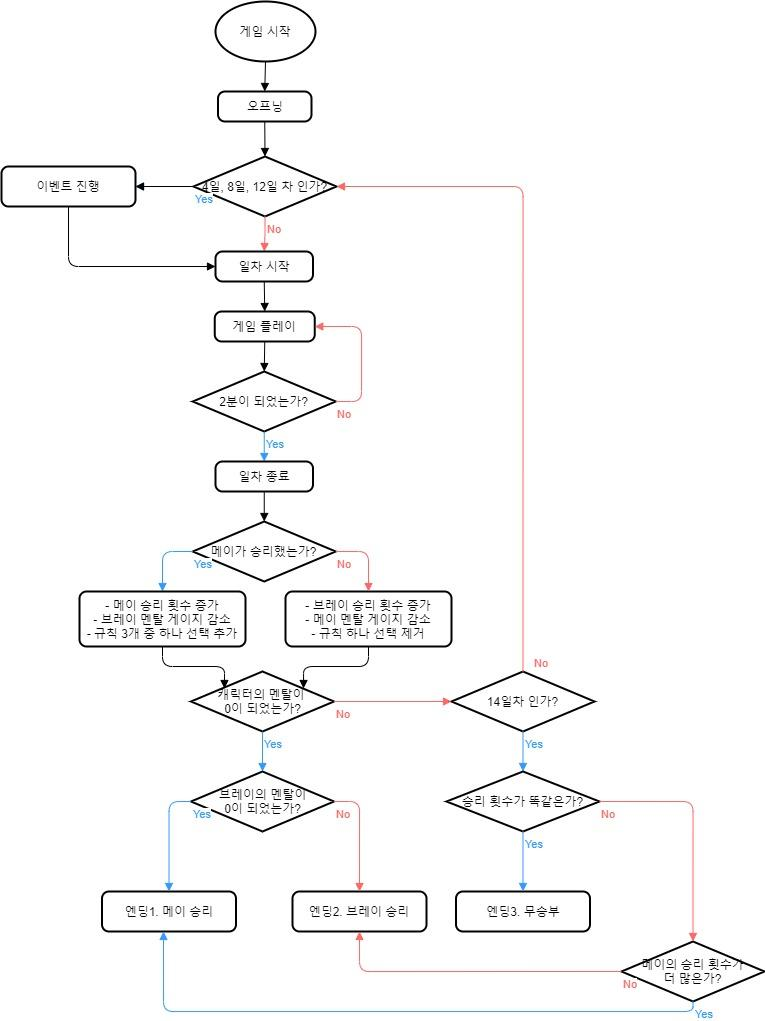 게임 시작
오프닝
4일, 8일, 12일 차 인가?
Yes
이벤트 진행
No
일차 시작
게임 플레이
2분이 되었는가?
No
Yes
일차 종료
메이가 승리했는가?
Yes
No
- 메이 승리 횟수 증가
- 브레이 멘탈 게이지 감소
- 규칙 3개 중 하나 선택 추가
- 브레이 승리 횟수 증가
- 메이 멘탈 게이지 감소
- 규칙 하나 선택 제거
캐릭터의 멘탈이
0이 되었는가?
No
Yes
14일차 인가?
No
Yes
브레이의 멘탈이
0이 되었는가?
Yes
No
승리 횟수가 똑같은가?
No
Yes
엔딩1. 메이 승리
엔딩2. 브레이 승리
엔딩3. 무승부
메이의 승리 횟수가
더 많은가?
No
Yes